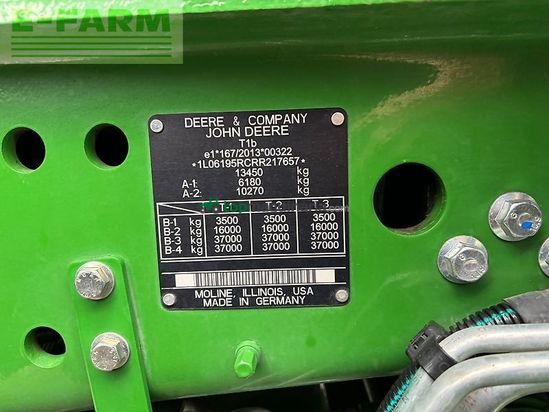 E-FARM
DEERE & COMPANY
JOHN DEERE
T1b
e1*167/2013*00322
*1L06195RCRR217657*
13450 kg
A-1: 6180 kg
A-2: 10270 kg
T-2 T-3
B-1 kg 3500 3500 3500
B-2 kg 16000 16000 16000
B-3 kg 37000 37000 37000
B-4 kg 37000 37000 37000
MOLINE, ILLINOIS, USA
MADE IN GERMANY